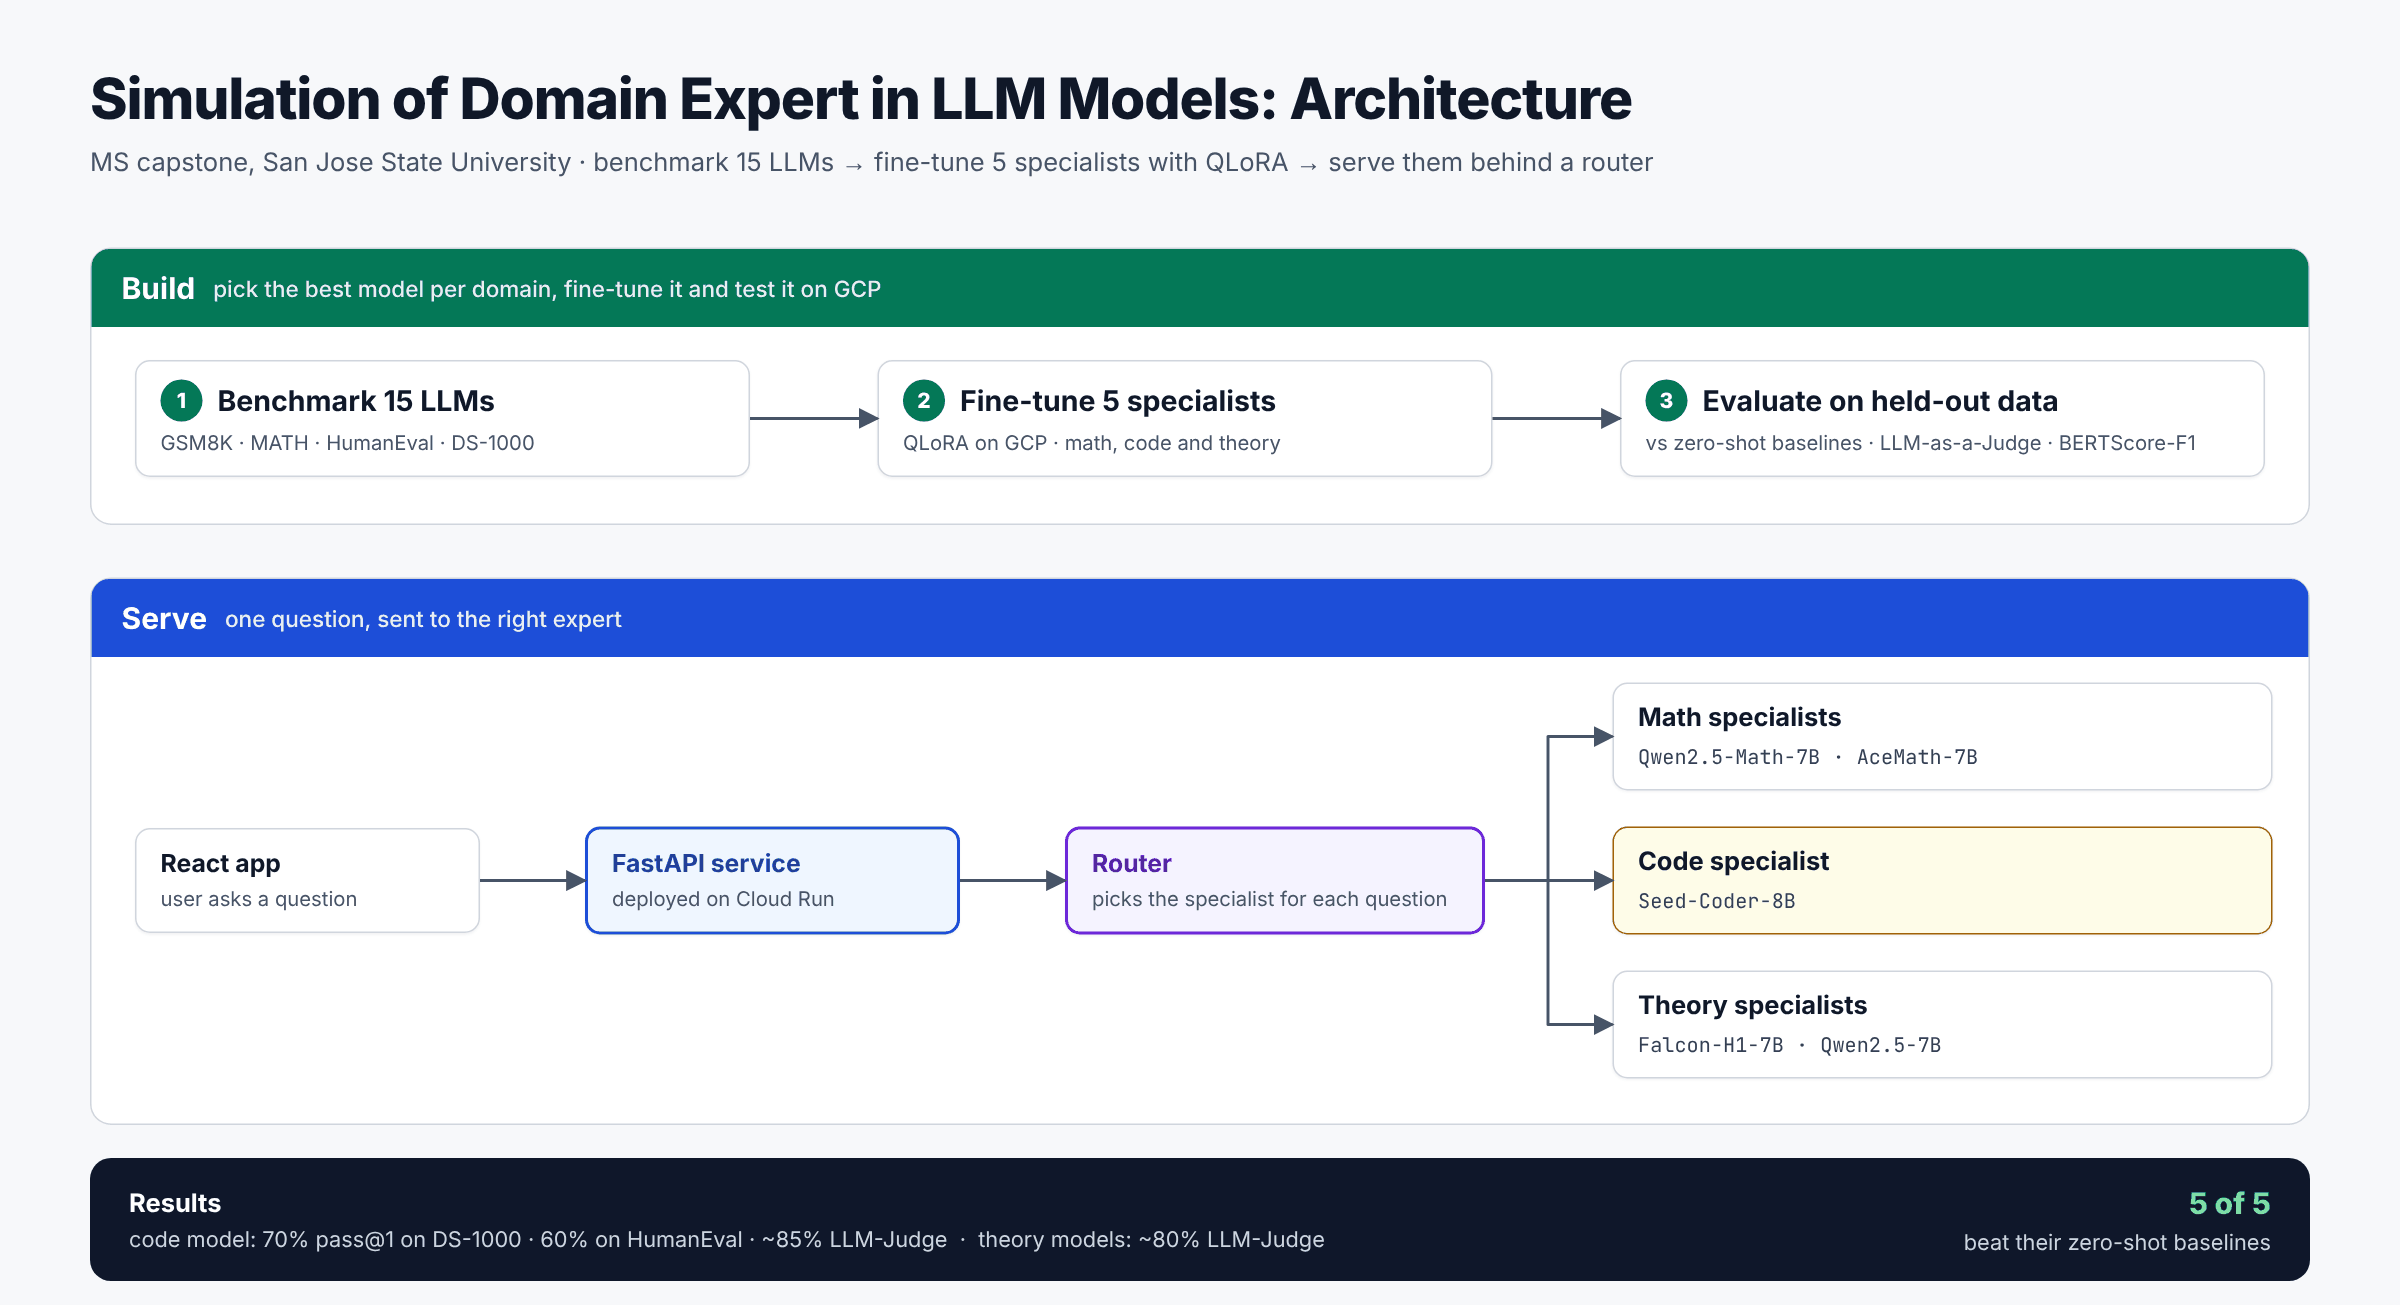 Simulation of Domain Expert in LLM Models: Architecture
MS capstone, San Jose State University · benchmark 15 LLMs → fine-tune 5 specialists with QLoRA → serve them behind a router
Build pick the best model per domain, fine-tune it and test it on GCP
1 Benchmark 15 LLMs
GSM8K · MATH · HumanEval · DS-1000
2 Fine-tune 5 specialists
QLoRA on GCP · math, code and theory
3 Evaluate on held-out data
vs zero-shot baselines · LLM-as-a-Judge · BERTScore-F1
Serve one question, sent to the right expert
React app
user asks a question
FastAPI service
deployed on Cloud Run
Router
picks the specialist for each question
Math specialists
Qwen2.5-Math-7B · AceMath-7B
Code specialist
Seed-Coder-8B
Theory specialists
Falcon-H1-7B · Qwen2.5-7B
Results
code model: 70% pass@1 on DS-1000 · 60% on HumanEval · ~85% LLM-Judge · theory models: ~80% LLM-Judge
5 of 5
beat their zero-shot baselines